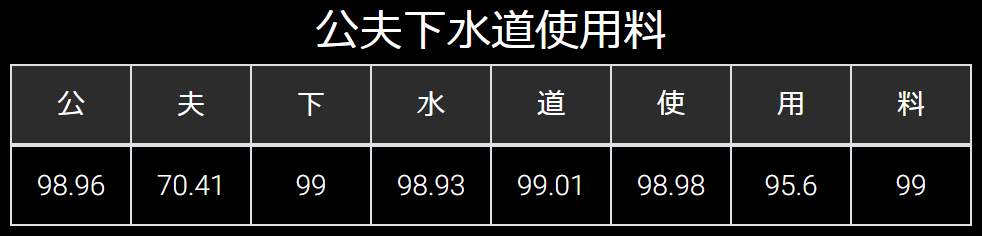 公夫下水道使用料
公 夫 下 水 道 使 用 料
98.96 70.41 99 98.93 99.01 98.98 95.6 99